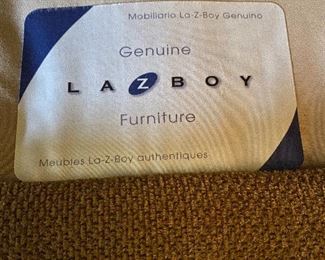 Mobiliario La-Z-Boy Genuino
Genuine
LAZBOY
Furniture
Meubles La-Z-Boy authentiques